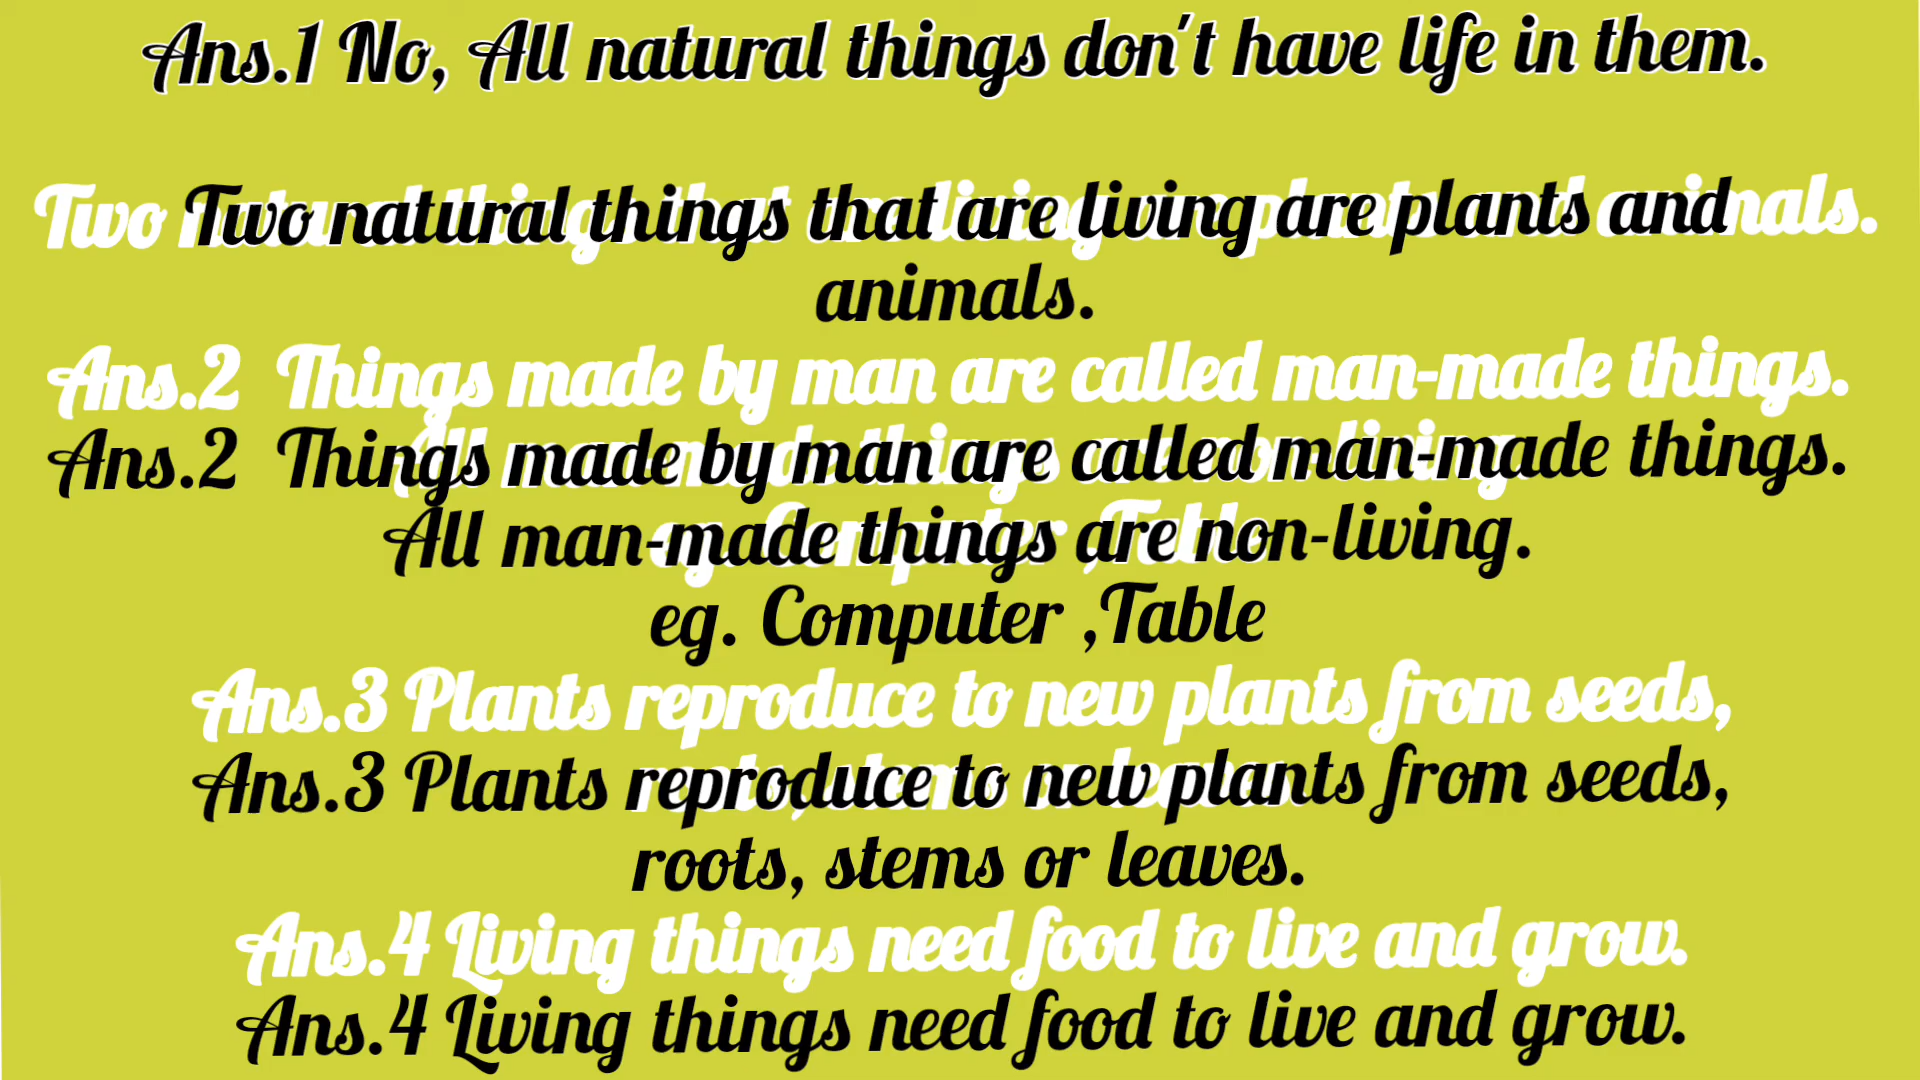 Ans.1 No, All natural things don't have life in them.
Two natural things that are living are plants and
animals.
Ans.2 Things made by man are called man-made things.
All man-made things are non-living.
eg. Computer ,Table
Ans.3 Plants reproduce to new plants from seeds,
roots, stems or leaves.
Ans.4 Living things need food to live and grow.